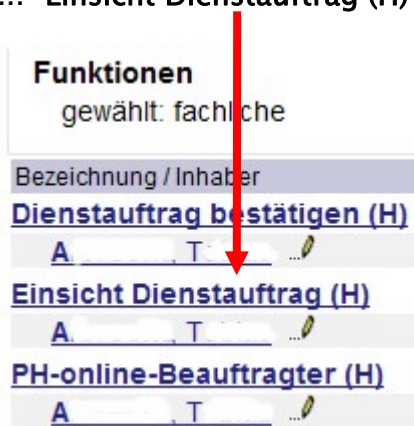 Einsicht Dienstauftrag (H)
Funktionen
gewählt: fachliche
Bezeichnung / Inhaber
Dienstauftrag bestätigen (H)
A , T ...
Einsicht Dienstauftrag (H)
A , T ...
PH-online-Beauftragter (H)
A , T ...